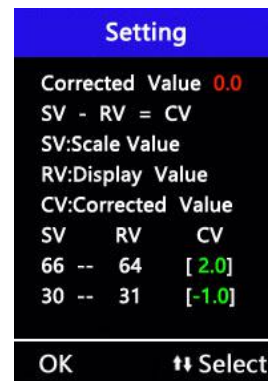 Setting
Corrected Value 0.0
SV - RV = CV
SV:Scale Value
RV:Display Value
CV:Corrected Value
SV RV CV
66 -- 64 [ 2.0]
30 -- 31 [-1.0]
OK ⬆⬇ Select